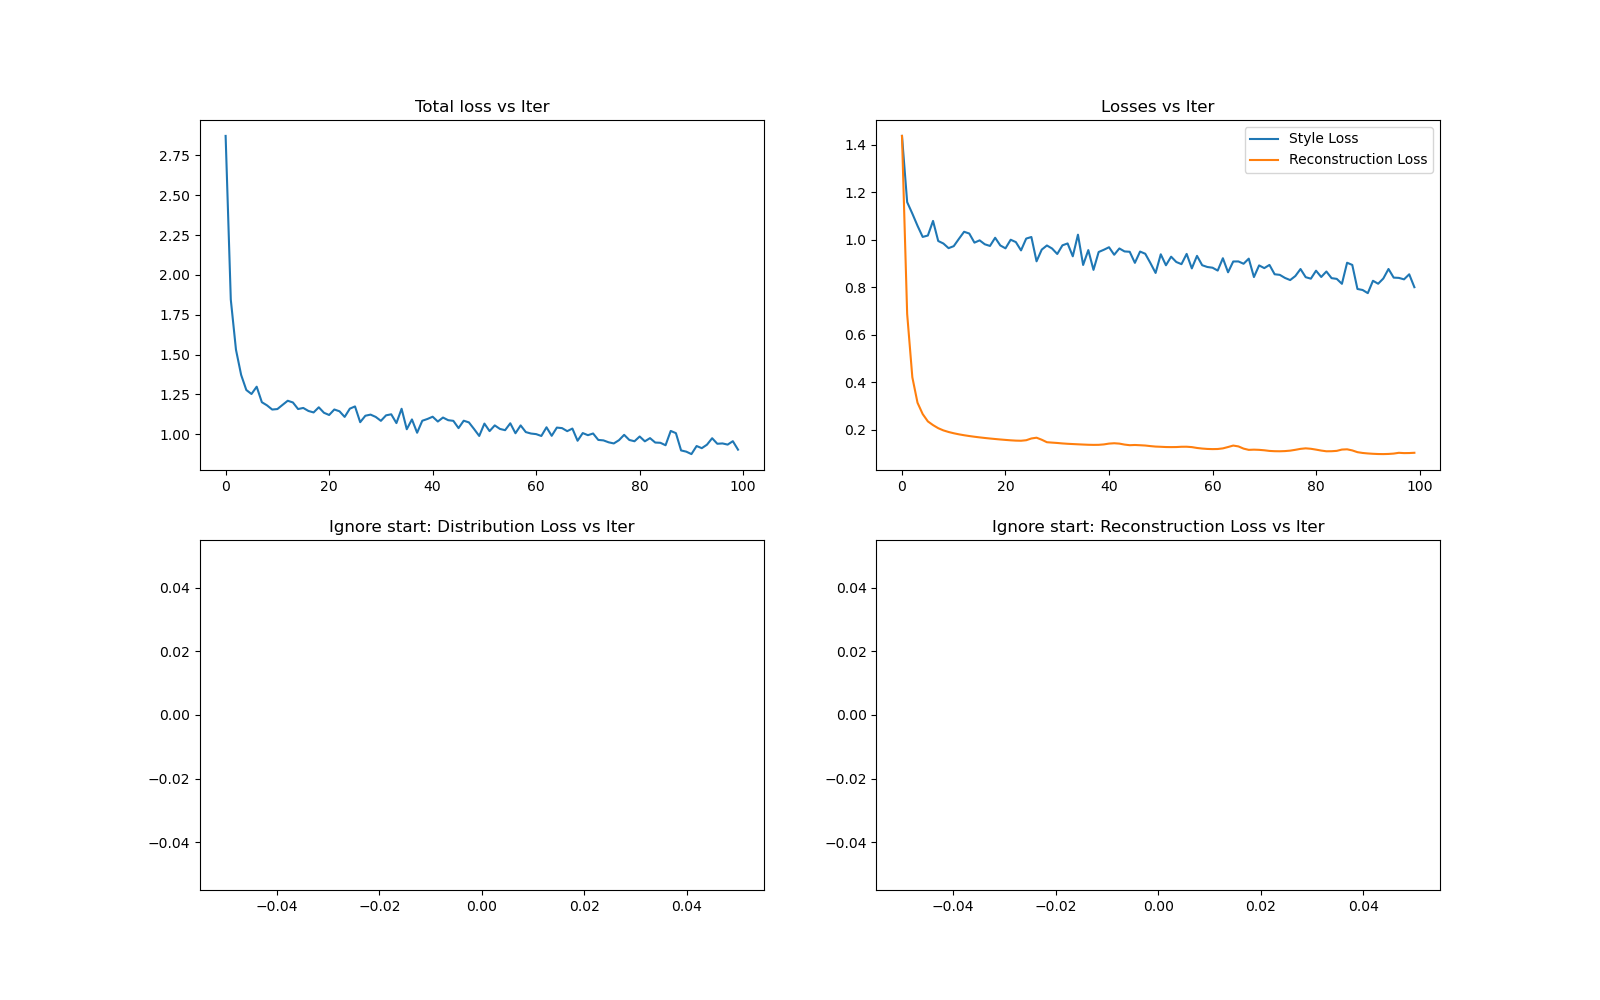 Total loss vs Iter
2.75
2.50
2.25
2.00
1.75
1.50
1.25
1.00
0 20 40 60 80 100
Losses vs Iter
Style Loss
Reconstruction Loss
1.4
1.2
1.0
0.8
0.6
0.4
0.2
0 20 40 60 80 100
Ignore start: Distribution Loss vs Iter
0.04
0.02
0.00
−0.02
−0.04
−0.04 −0.02 0.00 0.02 0.04
Ignore start: Reconstruction Loss vs Iter
0.04
0.02
0.00
−0.02
−0.04
−0.04 −0.02 0.00 0.02 0.04